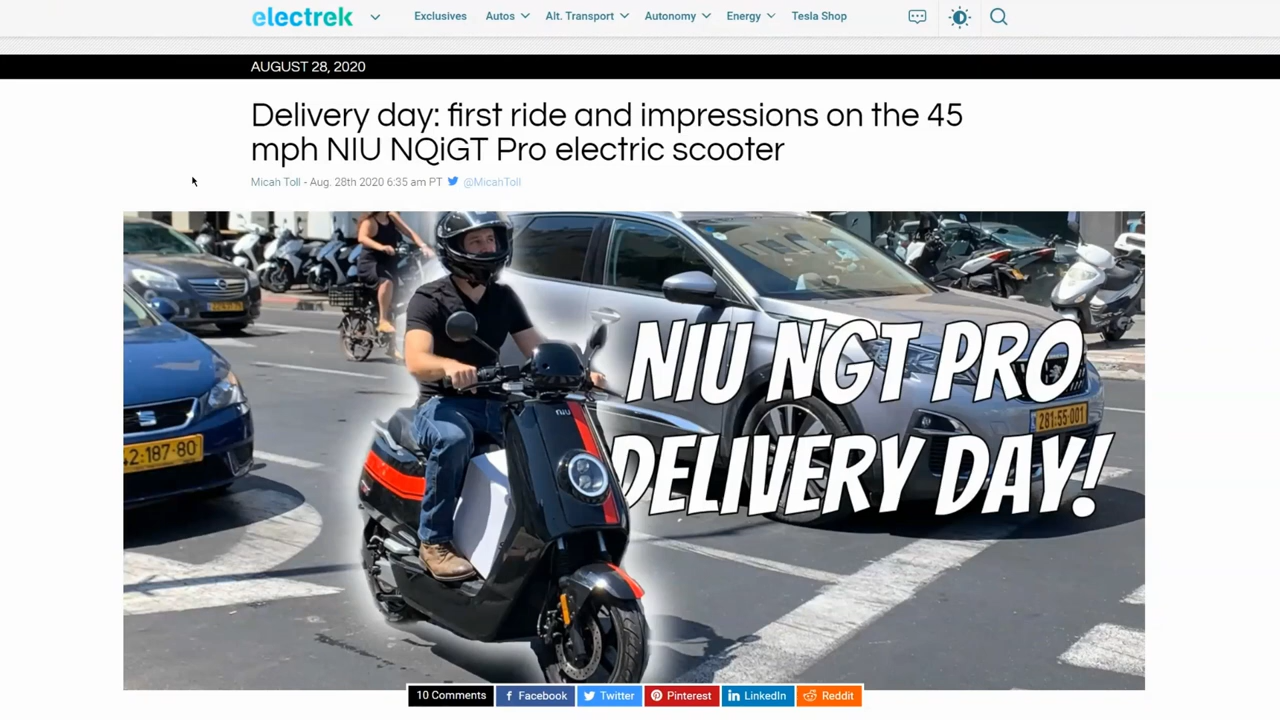 electrek
Exclusives Autos Alt. Transport Autonomy Energy Tesla Shop
AUGUST 28, 2020
Delivery day: first ride and impressions on the 45
mph NIU NQiGT Pro electric scooter
Micah Toll - Aug. 28th 2020 6:35 am PT @MicahToll
NIU NGT PRO
DELIVERY DAY!
niu
281·55·001
2·187·80
10 Comments Facebook Twitter Pinterest LinkedIn Reddit